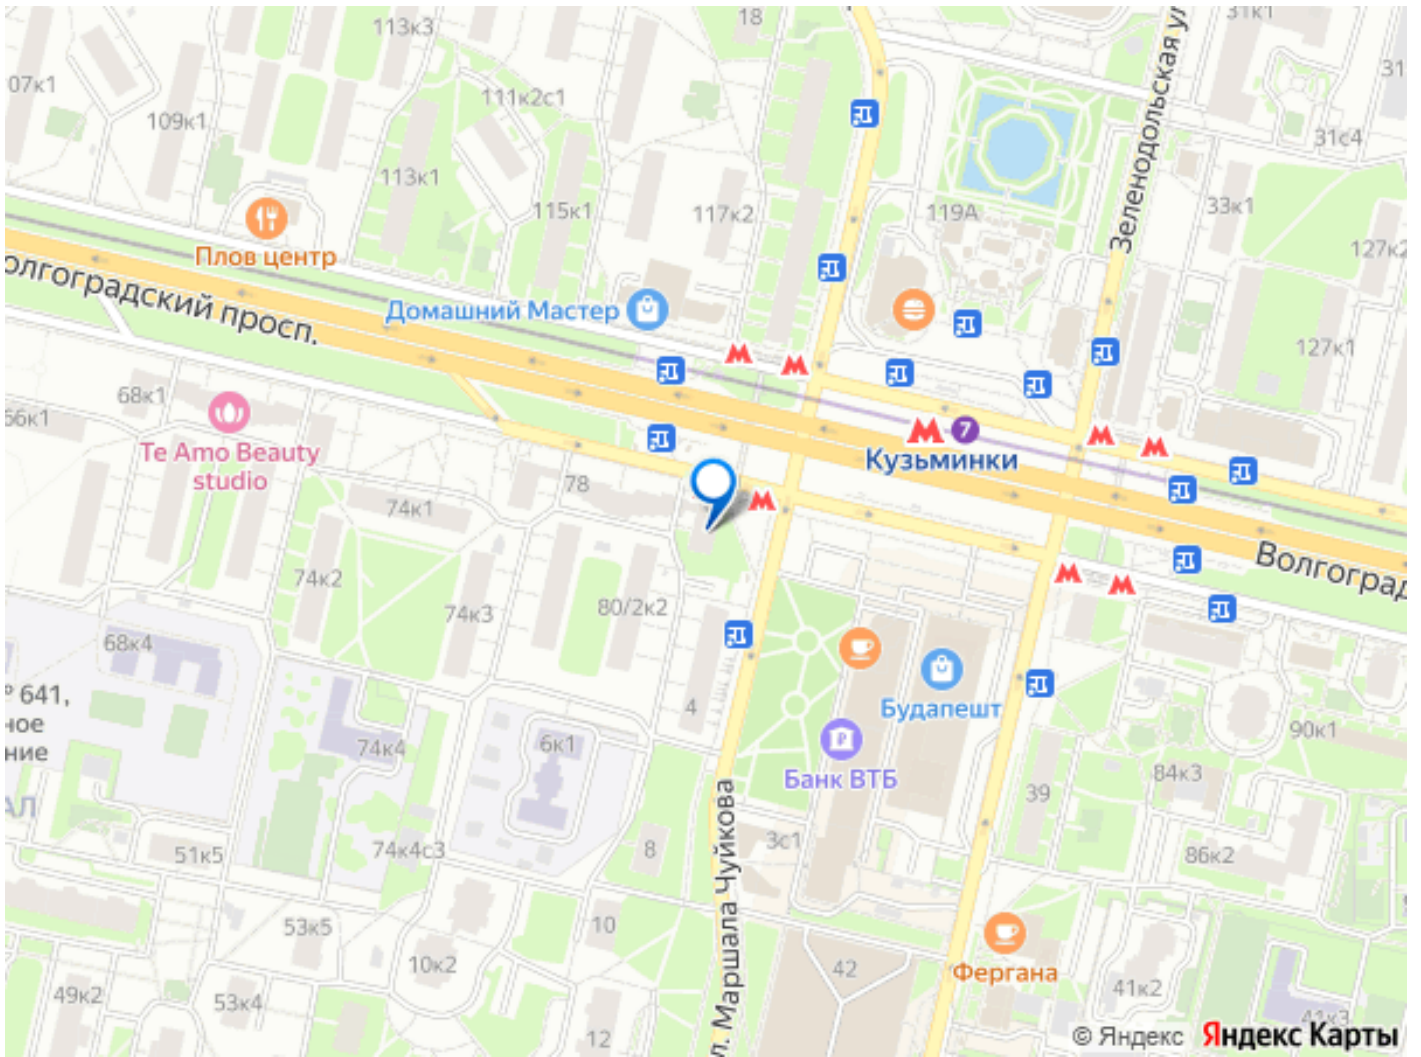 113к3
18
31к1
07к1
31
109к1
111к2с1
31с4
Зеленодольская ул
113к1
115к1
117к2
119А
33к1
127к2
Плов центр
олгоградский просп.
Домашний Мастер
127к1
68к1
66к1
7
Кузьминки
Te Amo Beauty
studio
78
74к1
Волгоград
74к2
74к3
80/2к2
68к4
° 641,
ное
ние
4
Будапешт
74к4
6к1
90к1
Банк ВТБ
84к3
39
АЛ
51к5
74к4с3
8
3с1
86к2
л. Маршала Чуйкова
53к5
10
10к2
42
Фергана
49к2
53к4
41к2
41к3
12
© Яндекс Яндекс Карты